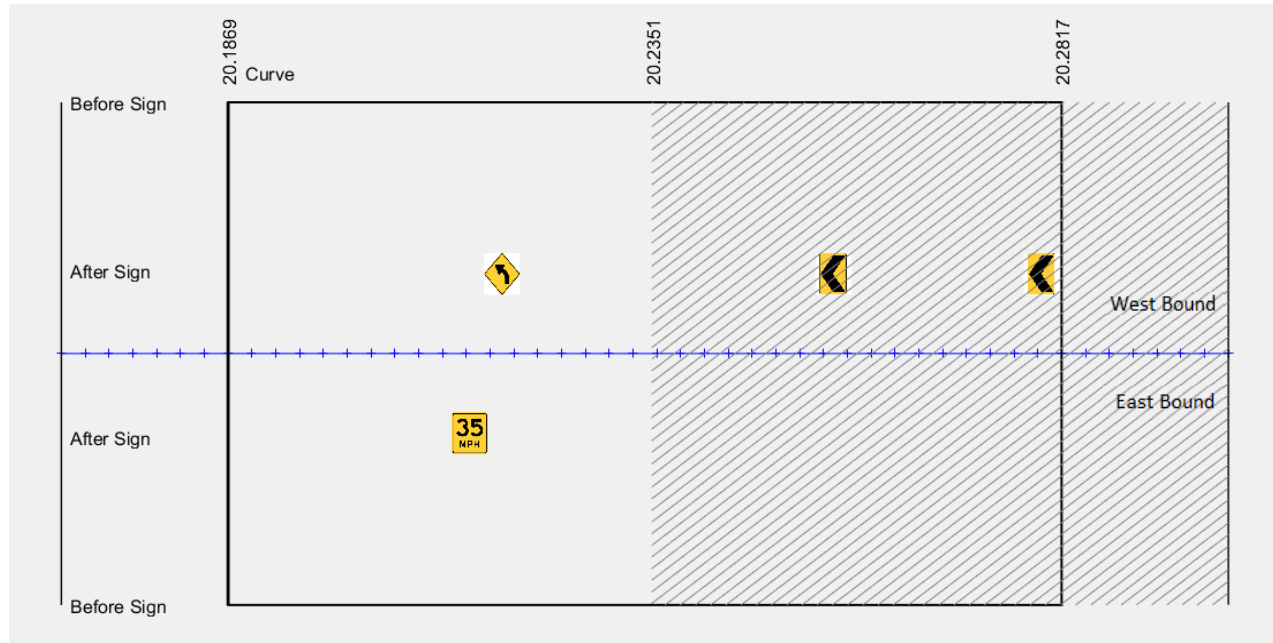 20.1869
20.2351
20.2817
Curve
Before Sign
After Sign
West Bound
East Bound
35
MPH
After Sign
Before Sign